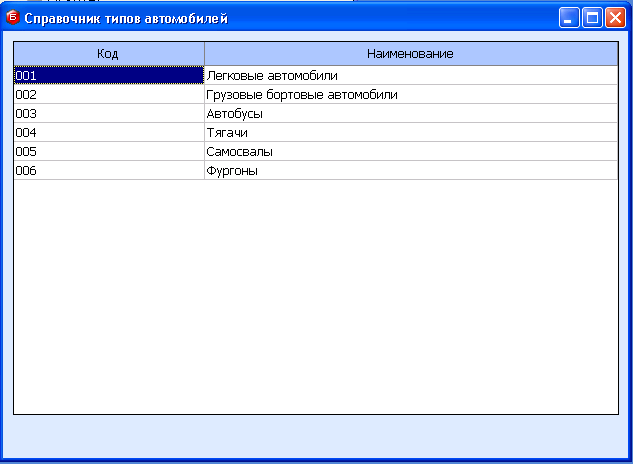 Справочник типов автомобилей
Код Наименование
001 Легковые автомобили
002 Грузовые бортовые автомобили
003 Автобусы
004 Тягачи
005 Самосвалы
006 Фургоны